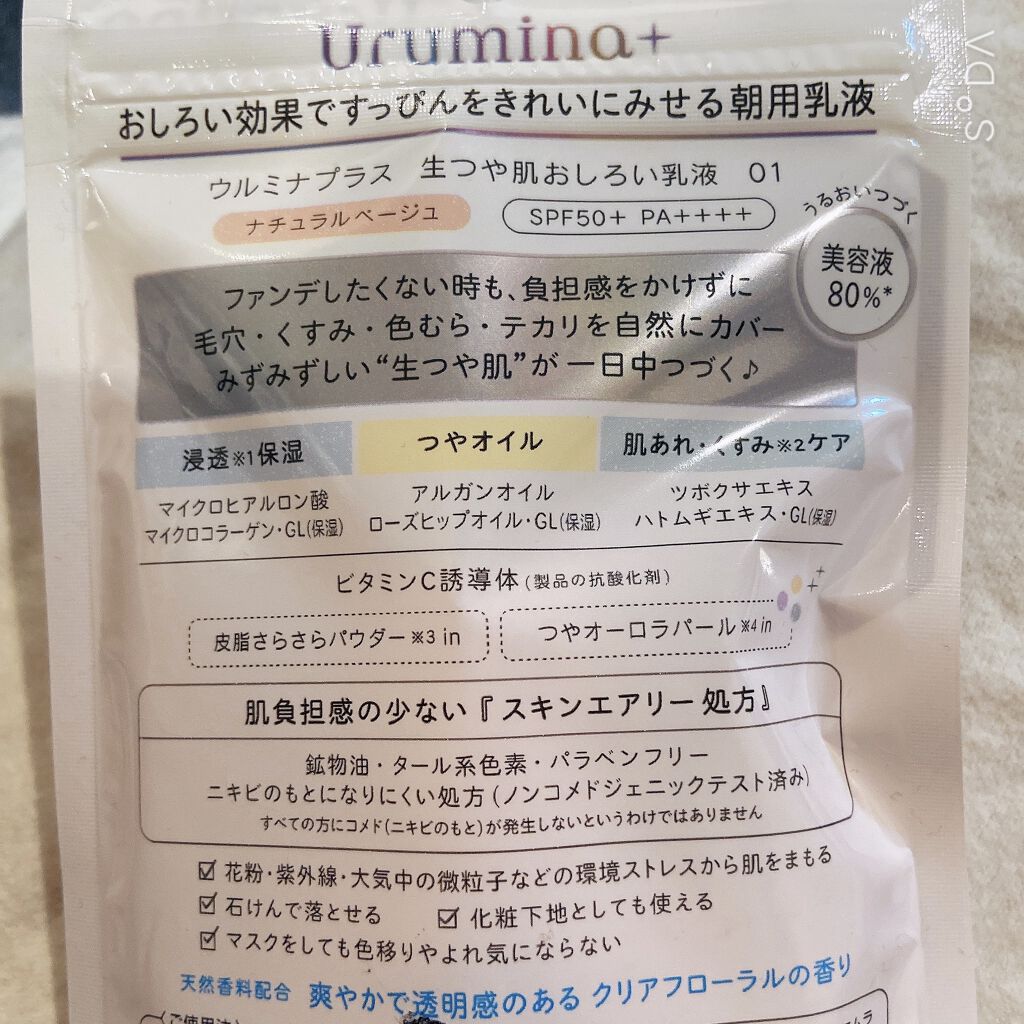 Urumina+
おしろい効果ですっぴんをきれいにみせる朝用乳液
ウルミナプラス 生つや肌おしろい乳液 01
ナチュラルベージュ SPF50+ PA++++
うるおいつづく
美容液
80%*
ファンデしたくない時も、負担感をかけずに
毛穴・くすみ・色むら・テカリを自然にカバー
みずみずしい“生つや肌”が一日中つづく♪
浸透※1保湿
マイクロヒアルロン酸
マイクロコラーゲン・GL(保湿)
つやオイル
アルガンオイル
ローズヒップオイル・GL(保湿)
肌あれ・くすみ※2ケア
ツボクサエキス
ハトムギエキス・GL(保湿)
ビタミンC誘導体(製品の抗酸化剤)
皮脂さらさらパウダー※3 in
つやオーロラパール※4 in
肌負担感の少ない『スキンエアリー処方』
鉱物油・タール系色素・パラベンフリー
ニキビのもとになりにくい処方(ノンコメドジェニックテスト済み)
すべての方にコメド(ニキビのもと)が発生しないというわけではありません
☑花粉・紫外線・大気中の微粒子などの環境ストレスから肌をまもる
☑石けんで落とせる ☑化粧下地としても使える
☑マスクをしても色移りやよれ気にならない
天然香料配合 爽やかで透明感のある クリアフローラルの香り